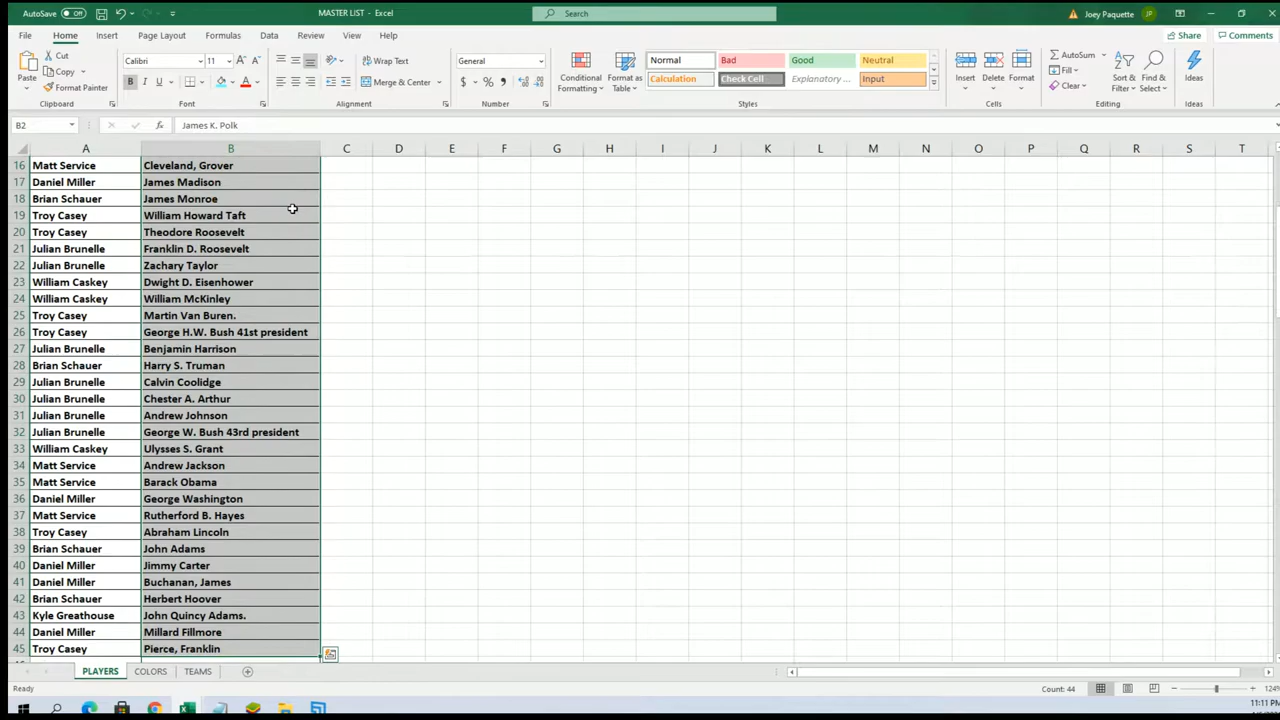 AutoSave Off MASTER LIST - Excel Search Joey Paquette JP
File Home Insert Page Layout Formulas Data Review View Help Share Comments
Paste Cut Copy Format Painter Clipboard
Calibri 11 B I U Font
Wrap Text Merge & Center Alignment
General $ % , Number
Conditional Formatting Format as Table
Normal Bad Good Neutral
Calculation Check Cell Explanatory ... Input
Styles
Insert Delete Format Cells
AutoSum Fill Clear Sort & Filter Find & Select Editing
Ideas Ideas
B2 fx James K. Polk
A B C D E F G H I J K L M N O P Q R S T
16 Matt Service Cleveland, Grover
17 Daniel Miller James Madison
18 Brian Schauer James Monroe
19 Troy Casey William Howard Taft
20 Troy Casey Theodore Roosevelt
21 Julian Brunelle Franklin D. Roosevelt
22 Julian Brunelle Zachary Taylor
23 William Caskey Dwight D. Eisenhower
24 William Caskey William McKinley
25 Troy Casey Martin Van Buren.
26 Troy Casey George H.W. Bush 41st president
27 Julian Brunelle Benjamin Harrison
28 Brian Schauer Harry S. Truman
29 Julian Brunelle Calvin Coolidge
30 Julian Brunelle Chester A. Arthur
31 Julian Brunelle Andrew Johnson
32 Julian Brunelle George W. Bush 43rd president
33 William Caskey Ulysses S. Grant
34 Matt Service Andrew Jackson
35 Matt Service Barack Obama
36 Daniel Miller George Washington
37 Matt Service Rutherford B. Hayes
38 Troy Casey Abraham Lincoln
39 Brian Schauer John Adams
40 Daniel Miller Jimmy Carter
41 Daniel Miller Buchanan, James
42 Brian Schauer Herbert Hoover
43 Kyle Greathouse John Quincy Adams.
44 Daniel Miller Millard Fillmore
45 Troy Casey Pierce, Franklin
PLAYERS COLORS TEAMS
Ready Count: 44
11:11 PM